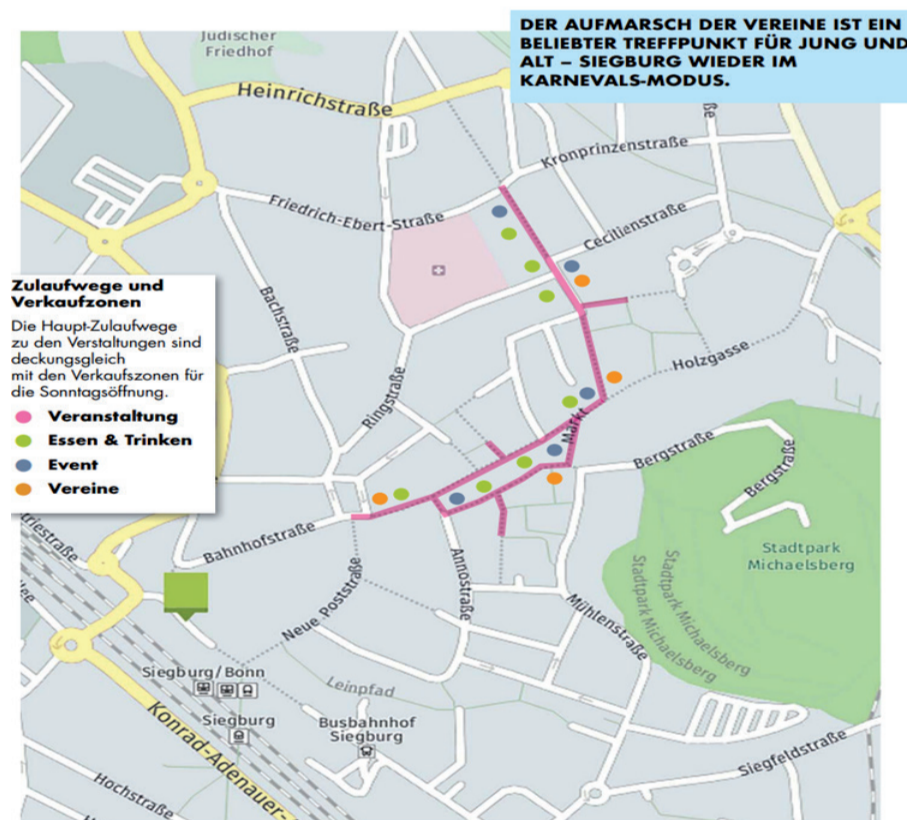 DER AUFMARSCH DER VEREINE IST EIN
BELIEBTER TREFFPUNKT FÜR JUNG UND
ALT – SIEGBURG WIEDER IM
KARNEVALS-MODUS.
Jüdischer
Friedhof
Heinrichstraße
Kronprinzenstraße
Friedrich-Ebert-Straße
Cecilienstraße
Zulaufwege und
Verkaufzonen
Die Haupt-Zulaufwege
zu den Verstaltungen sind
deckungsgleich
mit den Verkaufszonen für
die Sonntagsöffnung.
Veranstaltung
Essen & Trinken
Event
Vereine
Bachstraße
Ringstraße
Holzgasse
Markt
Bergstraße
Bergstraße
Stadtpark
Michaelsberg
Stadtpark Michaelsberg
Stadtpark Michaelsberg
Bahnhofstraße
Annostraße
Neue Poststraße
Mühlenstraße
Siegburg/Bonn
Leinpfad
Siegburg
Busbahnhof
Siegburg
Konrad-Adenauer-
Siegfeldstraße
Hochstraße